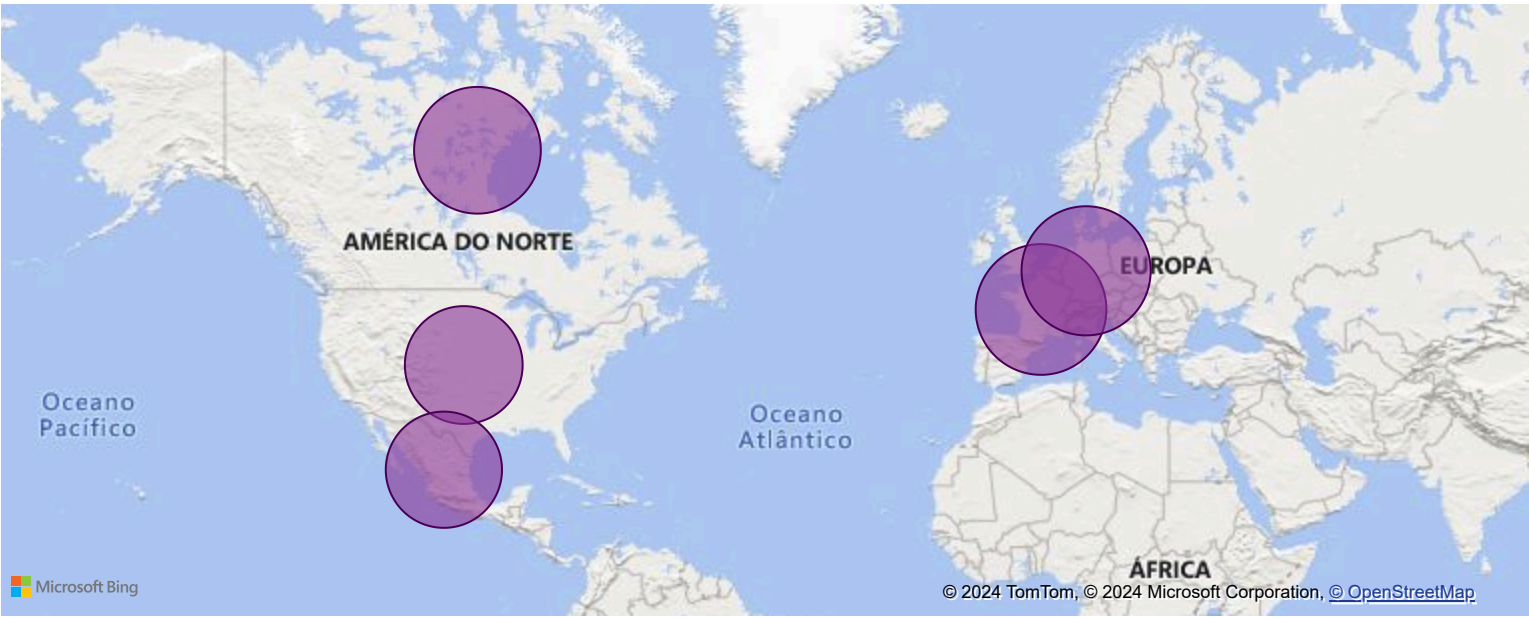 AMÉRICA DO NORTE
EUROPA
Oceano
Pacífico
Oceano
Atlântico
ÁFRICA
Microsoft Bing
© 2024 TomTom, © 2024 Microsoft Corporation, © OpenStreetMap